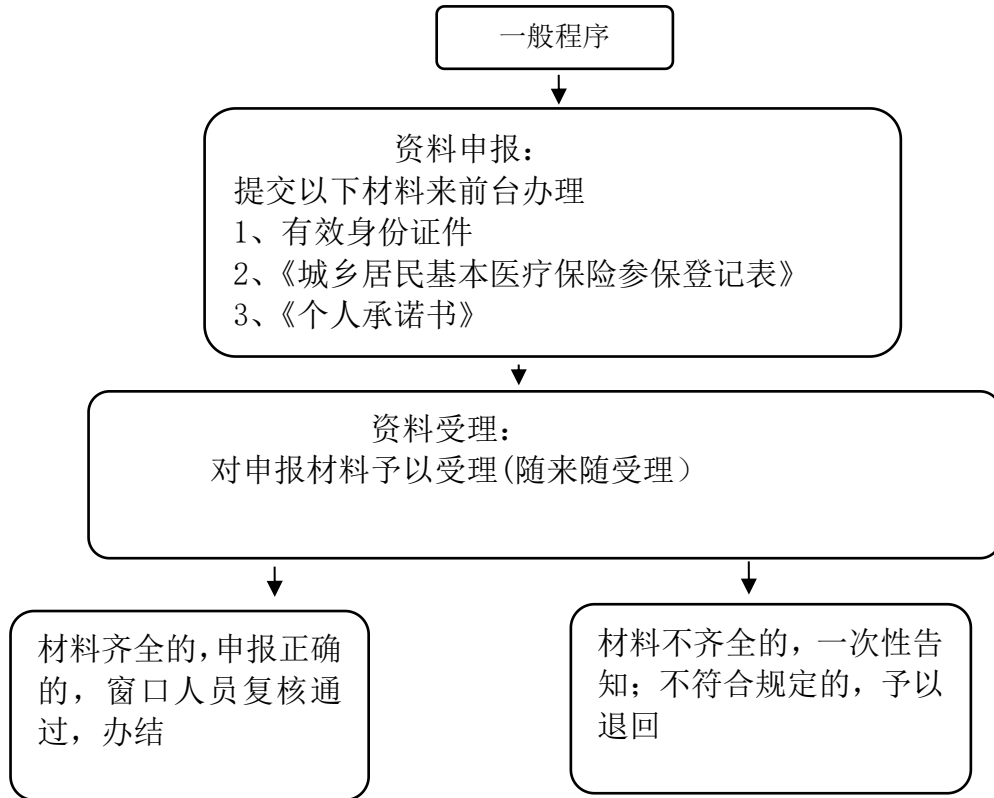 一般程序
资料申报：
提交以下材料来前台办理
1、有效身份证件
2、《城乡居民基本医疗保险参保登记表》
3、《个人承诺书》
资料受理：
对申报材料予以受理(随来随受理）
材料齐全的，申报正确
的，窗口人员复核通
过，办结
材料不齐全的，一次性告
知；不符合规定的，予以
退回